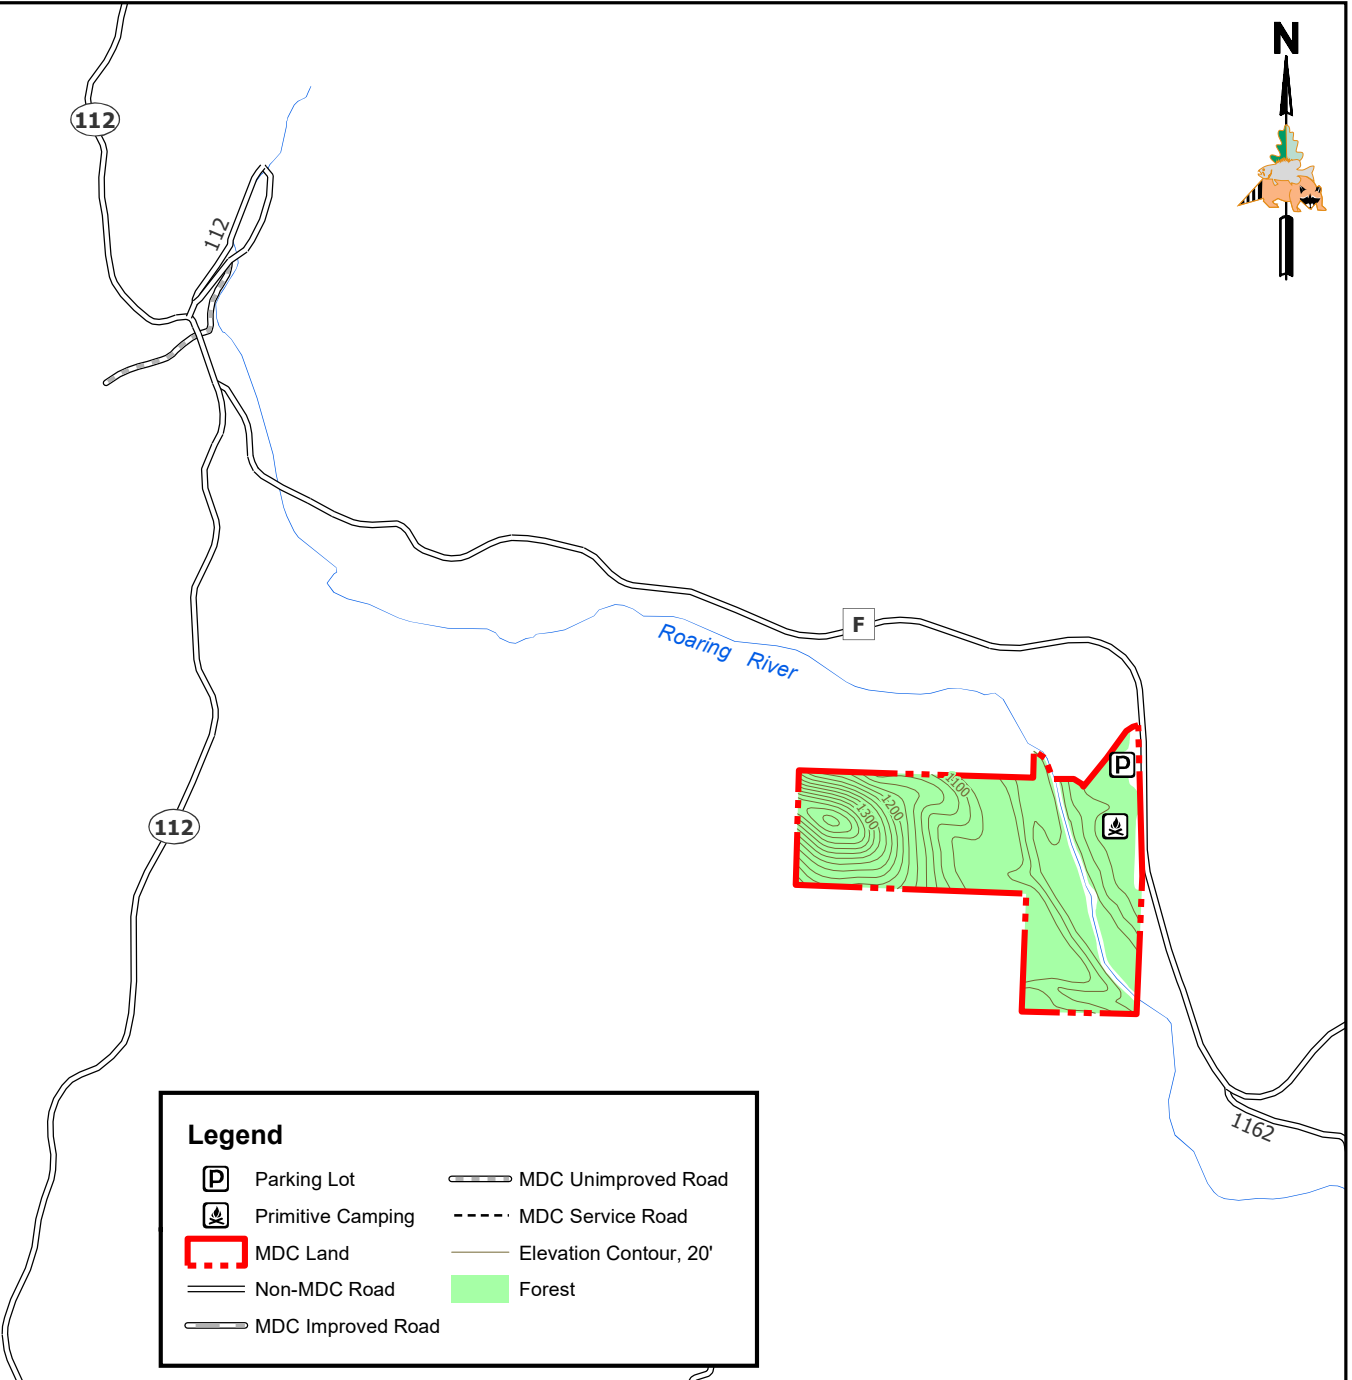 N
112
112
F
Roaring River
P
1100
1200
1300
112
1162
Legend
P Parking Lot
Primitive Camping
MDC Land
Non-MDC Road
MDC Improved Road
MDC Unimproved Road
MDC Service Road
Elevation Contour, 20'
Forest